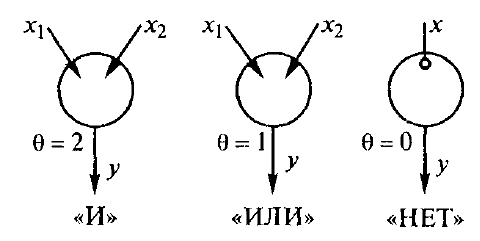 x₁ x₂ x₁ x₂ x
θ = 2 θ = 1 θ = 0
y y y
«И» «ИЛИ» «НЕТ»